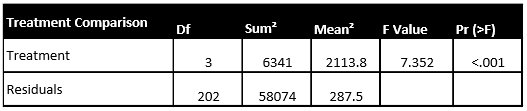 Treatment Comparison Df Sum² Mean² F Value Pr (>F)
Treatment 3 6341 2113.8 7.352 <.001
Residuals 202 58074 287.5